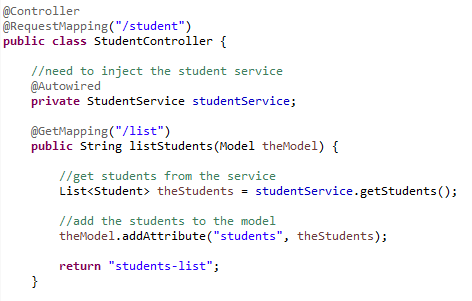 @Controller
@RequestMapping("/student")
public class StudentController {
//need to inject the student service
@Autowired
private StudentService studentService;
@GetMapping("/list")
public String listStudents(Model theModel) {
//get students from the service
List<Student> theStudents = studentService.getStudents();
//add the students to the model
theModel.addAttribute("students", theStudents);
return "students-list";
}